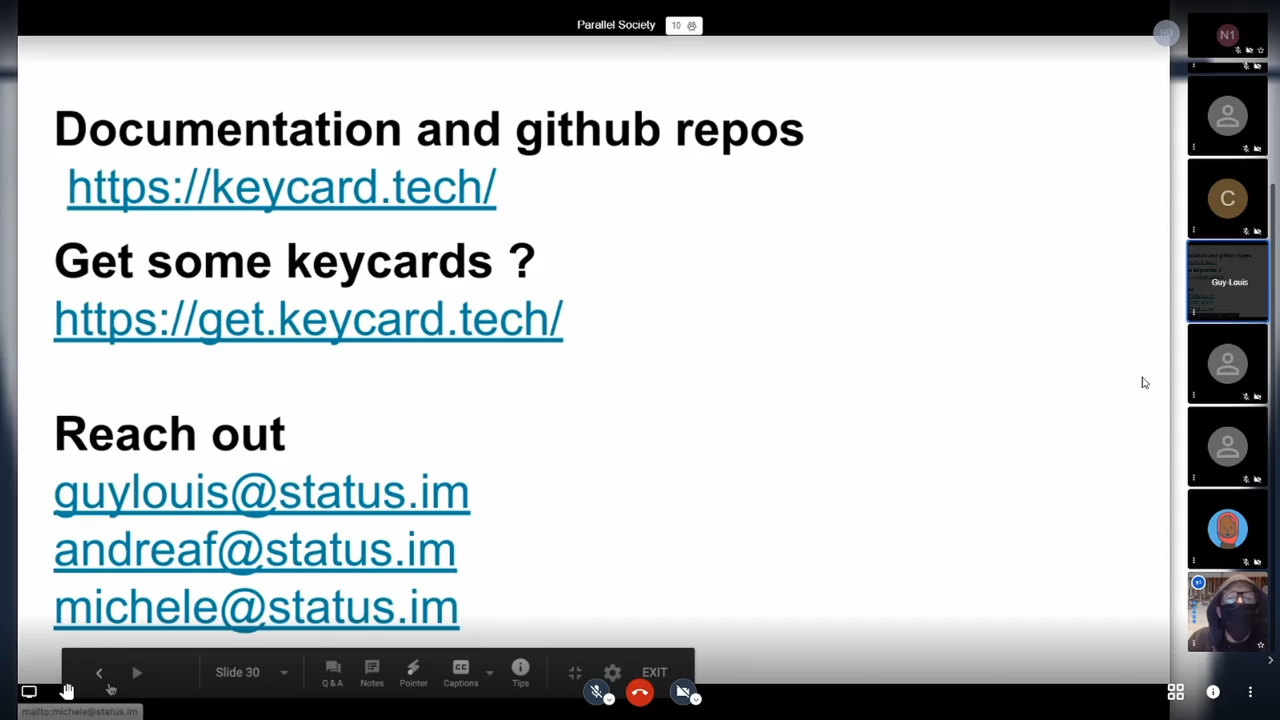 Parallel Society 10
HD
N1
Documentation and github repos
https://keycard.tech/
Get some keycards ?
https://get.keycard.tech/
C
Guy-Louis
Reach out
guylouis@status.im
andreaf@status.im
michele@status.im
Slide 30
Q & A
Notes
Pointer
CC
Captions
Tips
EXIT
mailto:michele@status.im